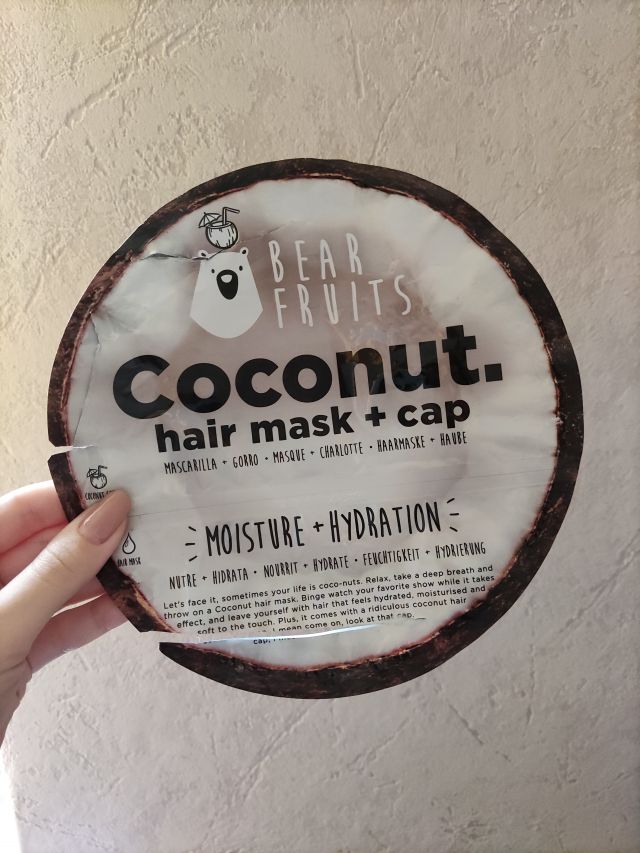 BEAR
FRUITS
Coconut.
hair mask + cap
MASCARILLA + GORRO • MASQUE + CHARLOTTE • HAARMASKE + HAUBE
COCONUT
MOISTURE + HYDRATION
HAIR MASK
NUTRE + HIDRATA • NOURRIT + HYDRATE • FEUCHTIGKEIT + HYDRIERUNG
Let's face it, sometimes your life is coco-nuts. Relax, take a deep breath and
throw on a Coconut hair mask. Binge watch your favorite show while it takes
effect, and leave yourself with hair that feels hydrated, moisturised and
soft to the touch. Plus, it comes with a ridiculous coconut hair
I mean come on, look at that cap.